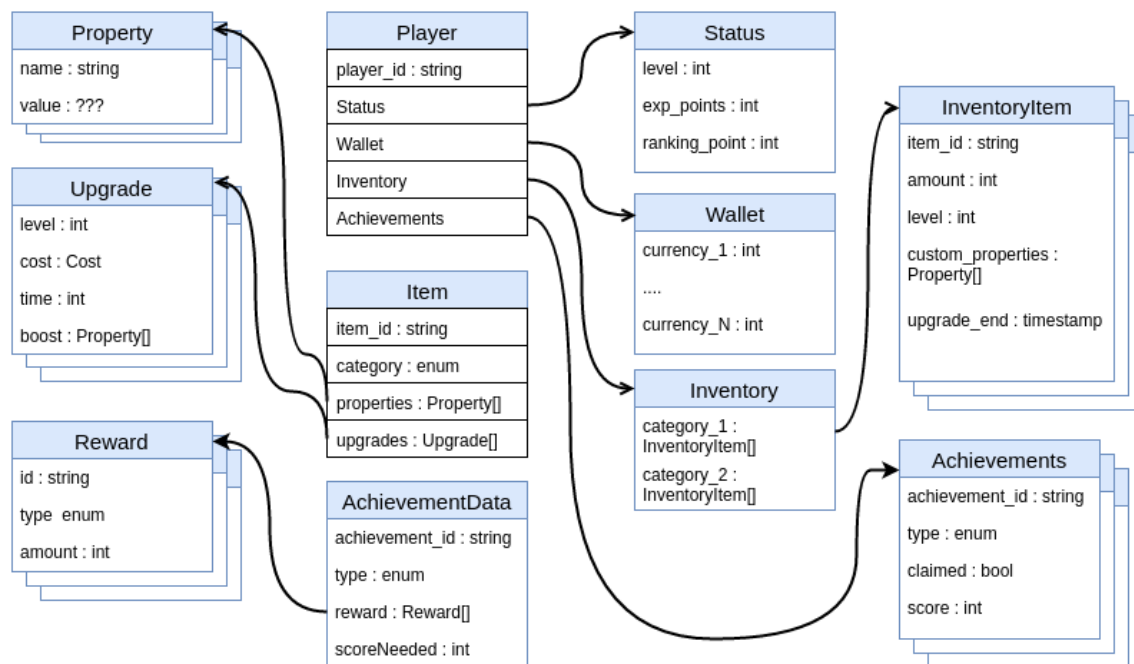 Property
name : string
value : ???
Upgrade
level : int
cost : Cost
time : int
boost : Property[]
Reward
id : string
type enum
amount : int
Player
player_id : string
Status
Wallet
Inventory
Achievements
Item
item_id : string
category : enum
properties : Property[]
upgrades : Upgrade[]
AchievementData
achievement_id : string
type : enum
reward : Reward[]
scoreNeeded : int
Status
level : int
exp_points : int
ranking_point : int
Wallet
currency_1 : int
....
currency_N : int
Inventory
category_1 :
InventoryItem[]
category_2 :
InventoryItem[]
InventoryItem
item_id : string
amount : int
level : int
custom_properties :
Property[]
upgrade_end : timestamp
Achievements
achievement_id : string
type : enum
claimed : bool
score : int